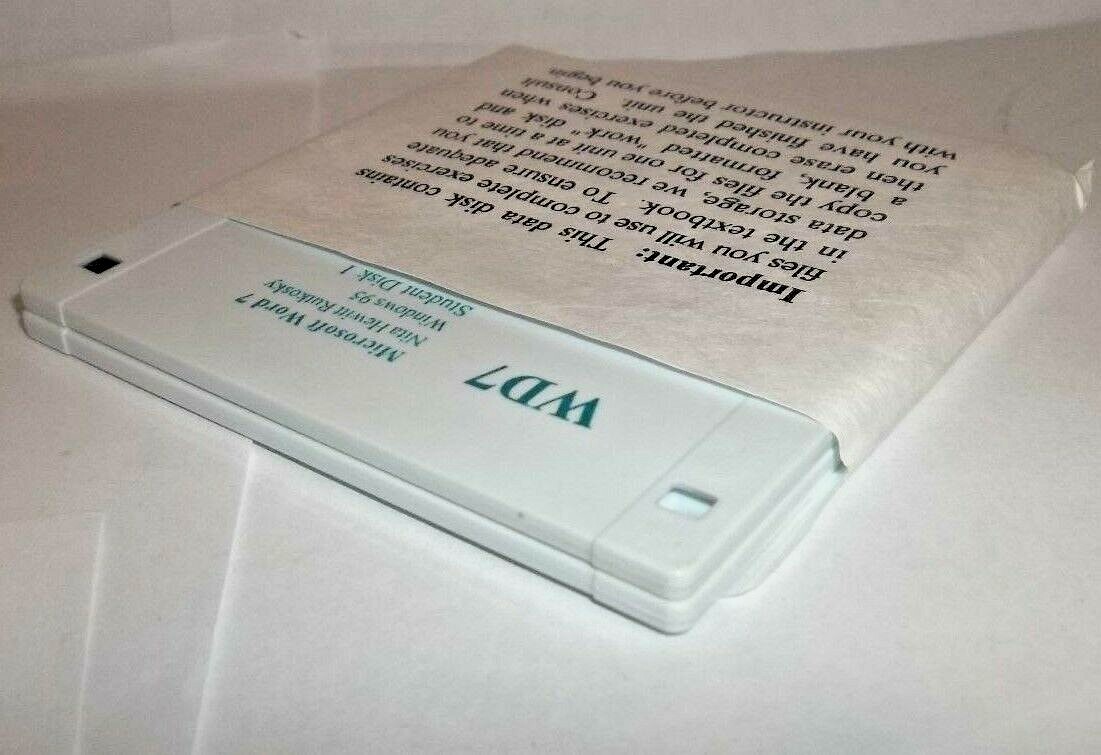 Important: This data disk contains
files you will use to complete exercises
in the textbook. To ensure adequate
data storage, we recommend that you
copy the files for one unit at a time to
a blank, formatted "work" disk and
then erase completed exercises when
you have finished the unit. Consult
with your instructor before you begin
WD7
Microsoft Word 7
Nita Hewitt Rutkosky
Windows 95
Student Disk 1